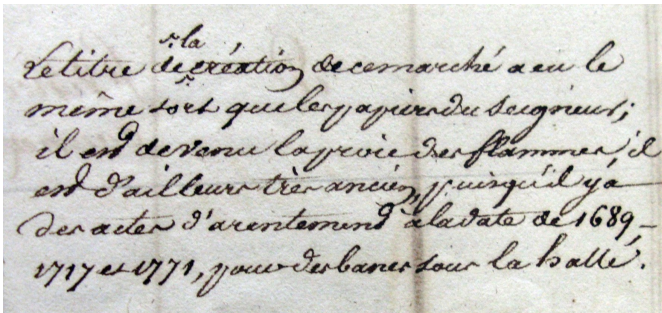 Le titre de la création de ce marché a eu le
même sort que les papiers du Seigneur;
il est devenu la proie des flammes il
est d'ailleurs très ancien, puisqu'il y a
des actes d'arentement à la date de 1689,
1717 et 1771, pour des bancs sous la halle.